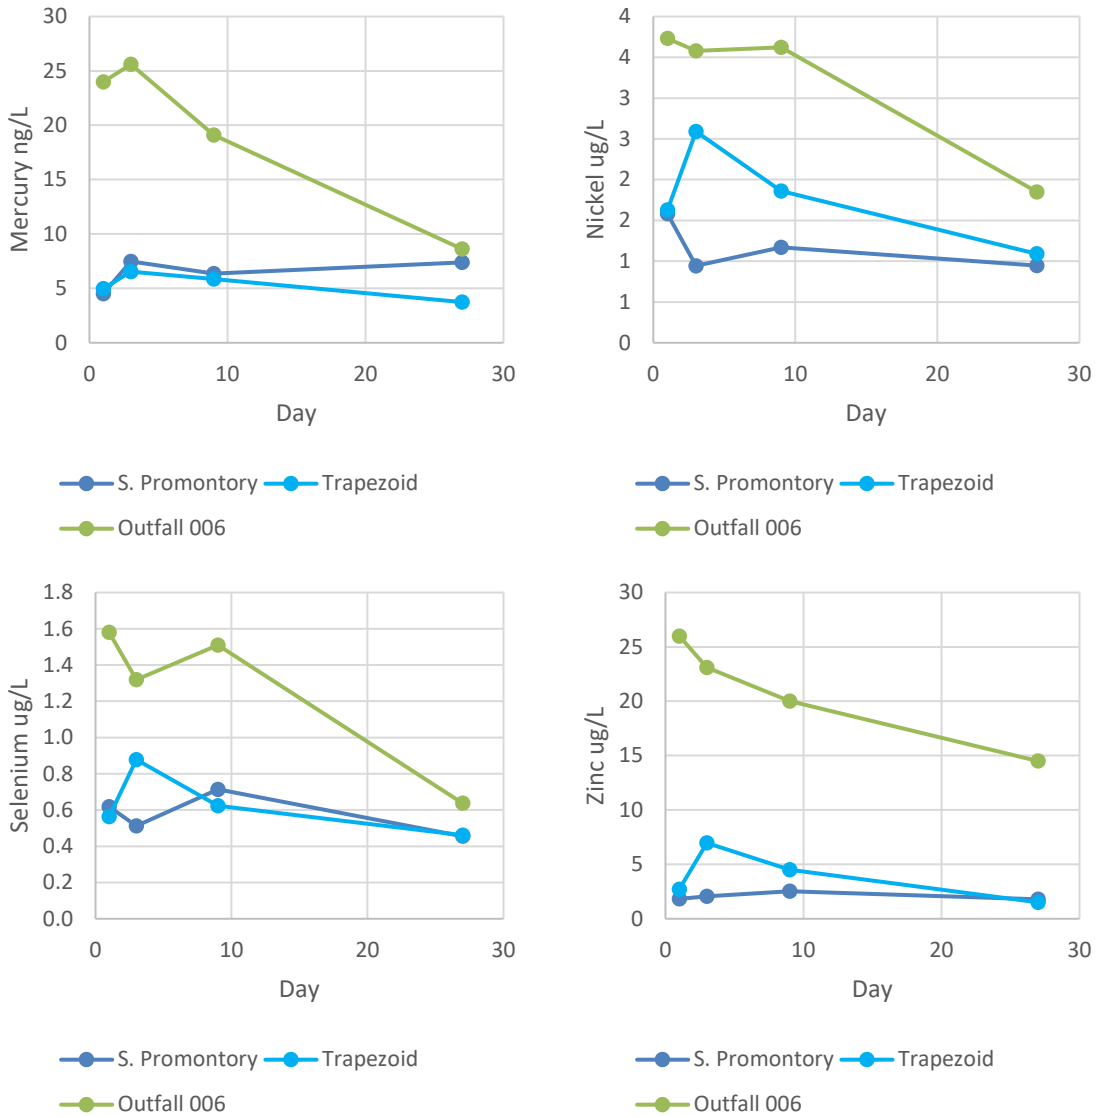 30
25
20
15
10
5
0
Mercury ng/L
0 10 20 30
Day
S. Promontory Trapezoid
Outfall 006
4
4
3
3
2
2
1
1
0
Nickel ug/L
0 10 20 30
Day
S. Promontory Trapezoid
Outfall 006
1.8
1.6
1.4
1.2
1.0
0.8
0.6
0.4
0.2
0.0
Selenium ug/L
0 10 20 30
Day
S. Promontory Trapezoid
Outfall 006
30
25
20
15
10
5
0
Zinc ug/L
0 10 20 30
Day
S. Promontory Trapezoid
Outfall 006